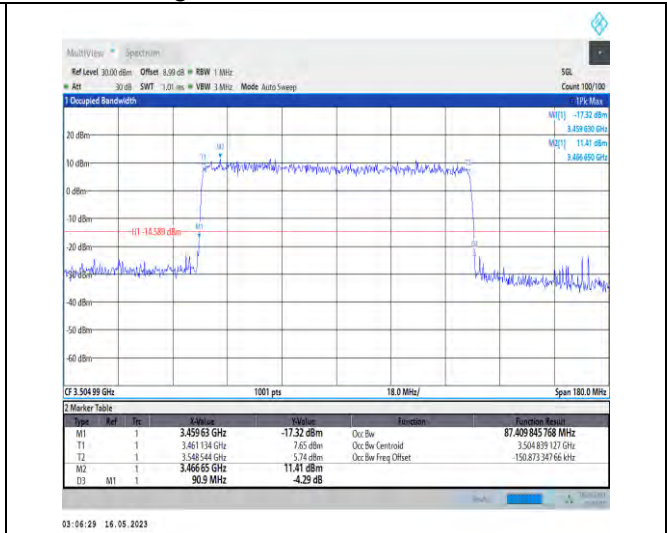 MultiView Spectrum
Ref Level 30.00 dBm Offset 8.99 dB RBW 1 MHz SGL
Att 30 dB SWT 1.01 ms VBW 3 MHz Mode Auto Sweep Count 100/100
1 Occupied Bandwidth 1Pk Max
M1[1] -17.32 dBm
3.459 630 GHz
M2[1] 11.41 dBm
3.466 650 GHz
20 dBm
M2
T1
10 dBm
0 dBm
-10 dBm
M1
H1 -14.589 dBm
-20 dBm
-30 dBm
-40 dBm
-50 dBm
-60 dBm
CF 3.504 99 GHz 1001 pts 18.0 MHz/ Span 180.0 MHz
2 Marker Table
Type Ref Trc X-Value Y-Value Function Function Result
M1 1 3.459 63 GHz -17.32 dBm Occ Bw 87.409 845 768 MHz
T1 1 3.461 134 GHz 7.65 dBm Occ Bw Centroid 3.504 839 127 GHz
T2 1 3.548 544 GHz 5.74 dBm Occ Bw Freq Offset -150.873 347 66 kHz
M2 1 3.466 65 GHz 11.41 dBm
D3 M1 1 90.9 MHz -4.29 dB
03:06:29 16.05.2023